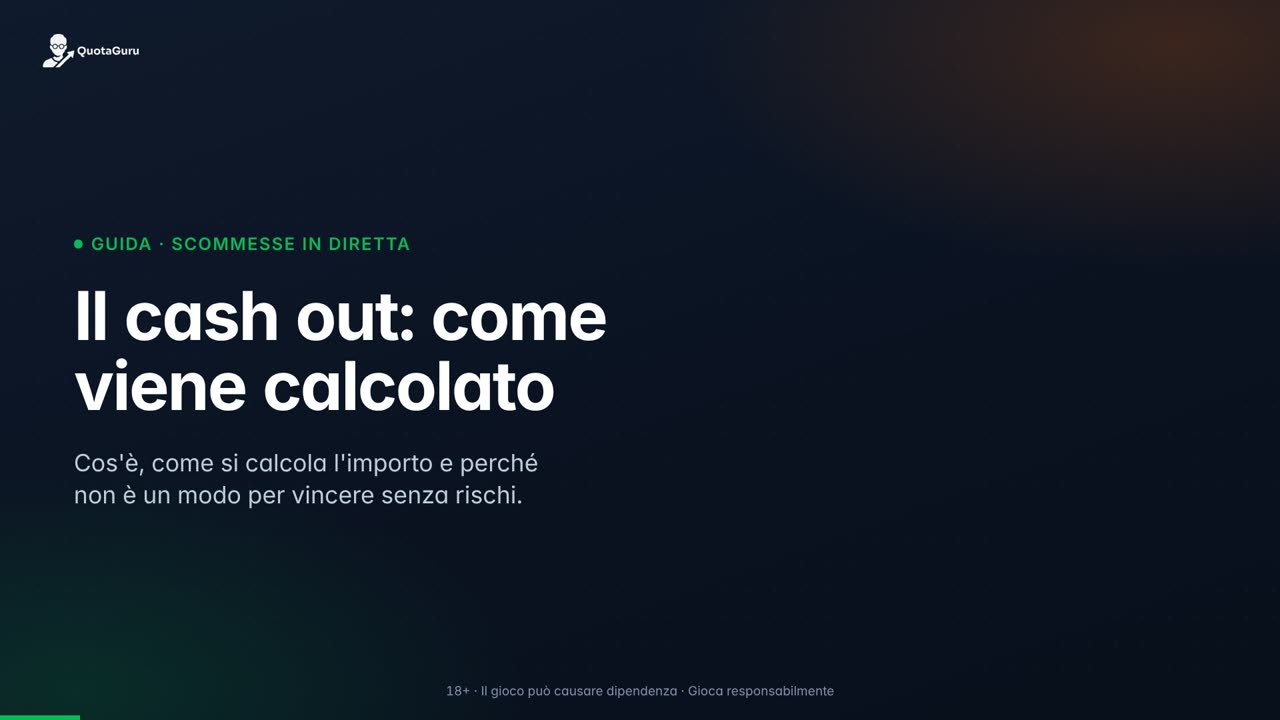 QuotaGuru
GUIDA · SCOMMESSE IN DIRETTA
Il cash out: come
viene calcolato
Cos'è, come si calcola l'importo e perché
non è un modo per vincere senza rischi.
18+ · Il gioco può causare dipendenza · Gioca responsabilmente